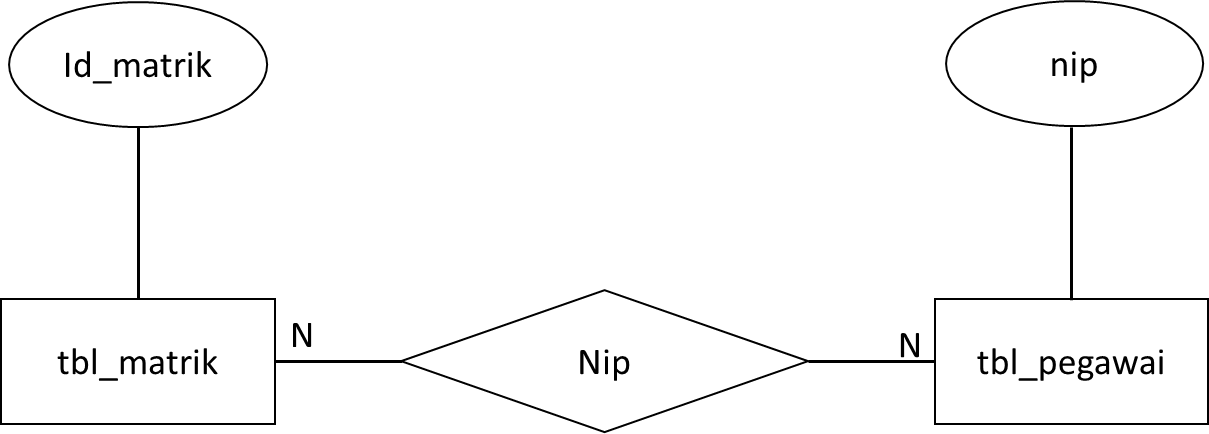 Id_matrik
nip
N
N
tbl_matrik
Nip
tbl_pegawai